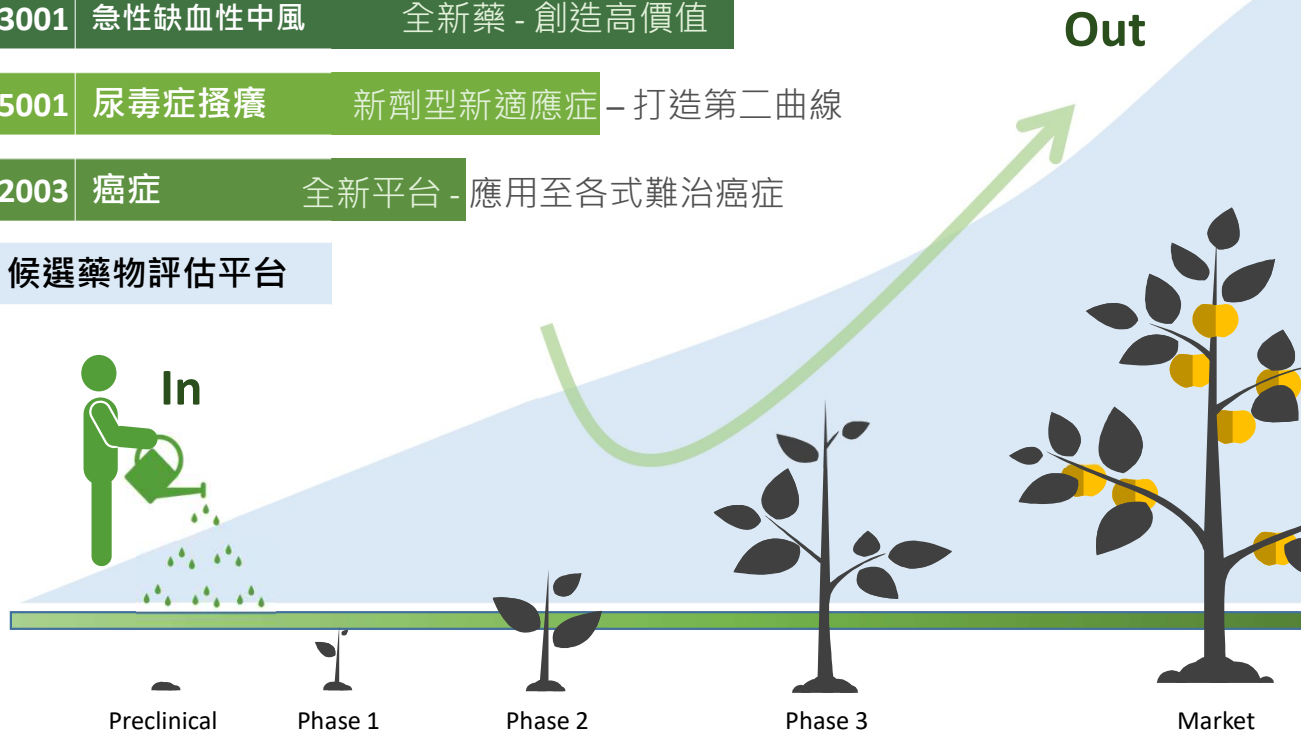 3001 急性缺血性中風 全新藥 - 創造高價值
Out
5001 尿毒症搔癢 新劑型新適應症 – 打造第二曲線
2003 癌症 全新平台 - 應用至各式難治癌症
候選藥物評估平台
In
Preclinical Phase 1 Phase 2 Phase 3 Market